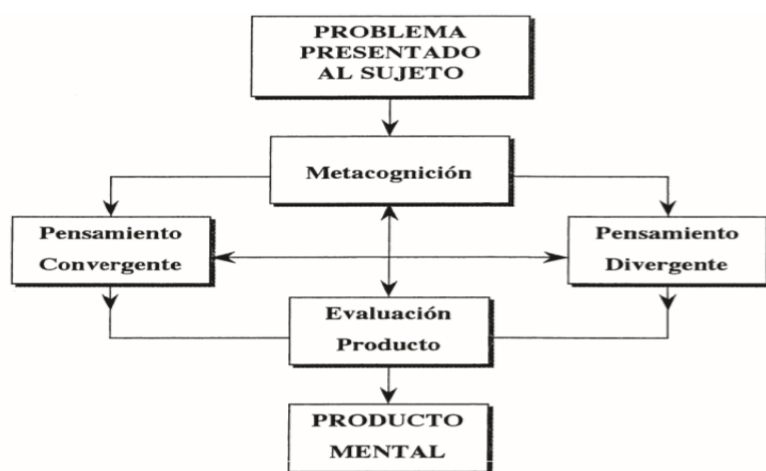 PROBLEMA
PRESENTADO
AL SUJETO
Metacognición
Pensamiento
Convergente
Pensamiento
Divergente
Evaluación
Producto
PRODUCTO
MENTAL